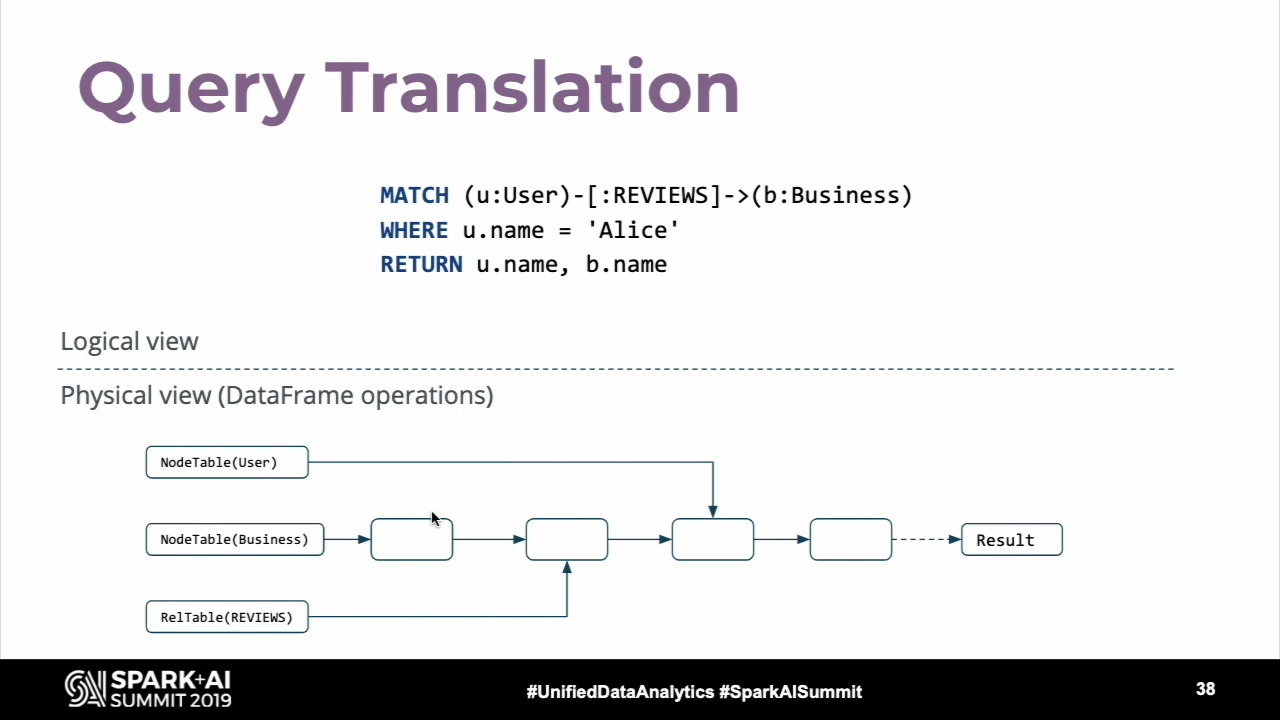 Query Translation
MATCH (u:User)-[:REVIEWS]->(b:Business)
WHERE u.name = 'Alice'
RETURN u.name, b.name
Logical view
Physical view (DataFrame operations)
NodeTable(User)
NodeTable(Business)
Result
RelTable(REVIEWS)
SPARK+AI
SUMMIT 2019
#UnifiedDataAnalytics #SparkAISummit
38